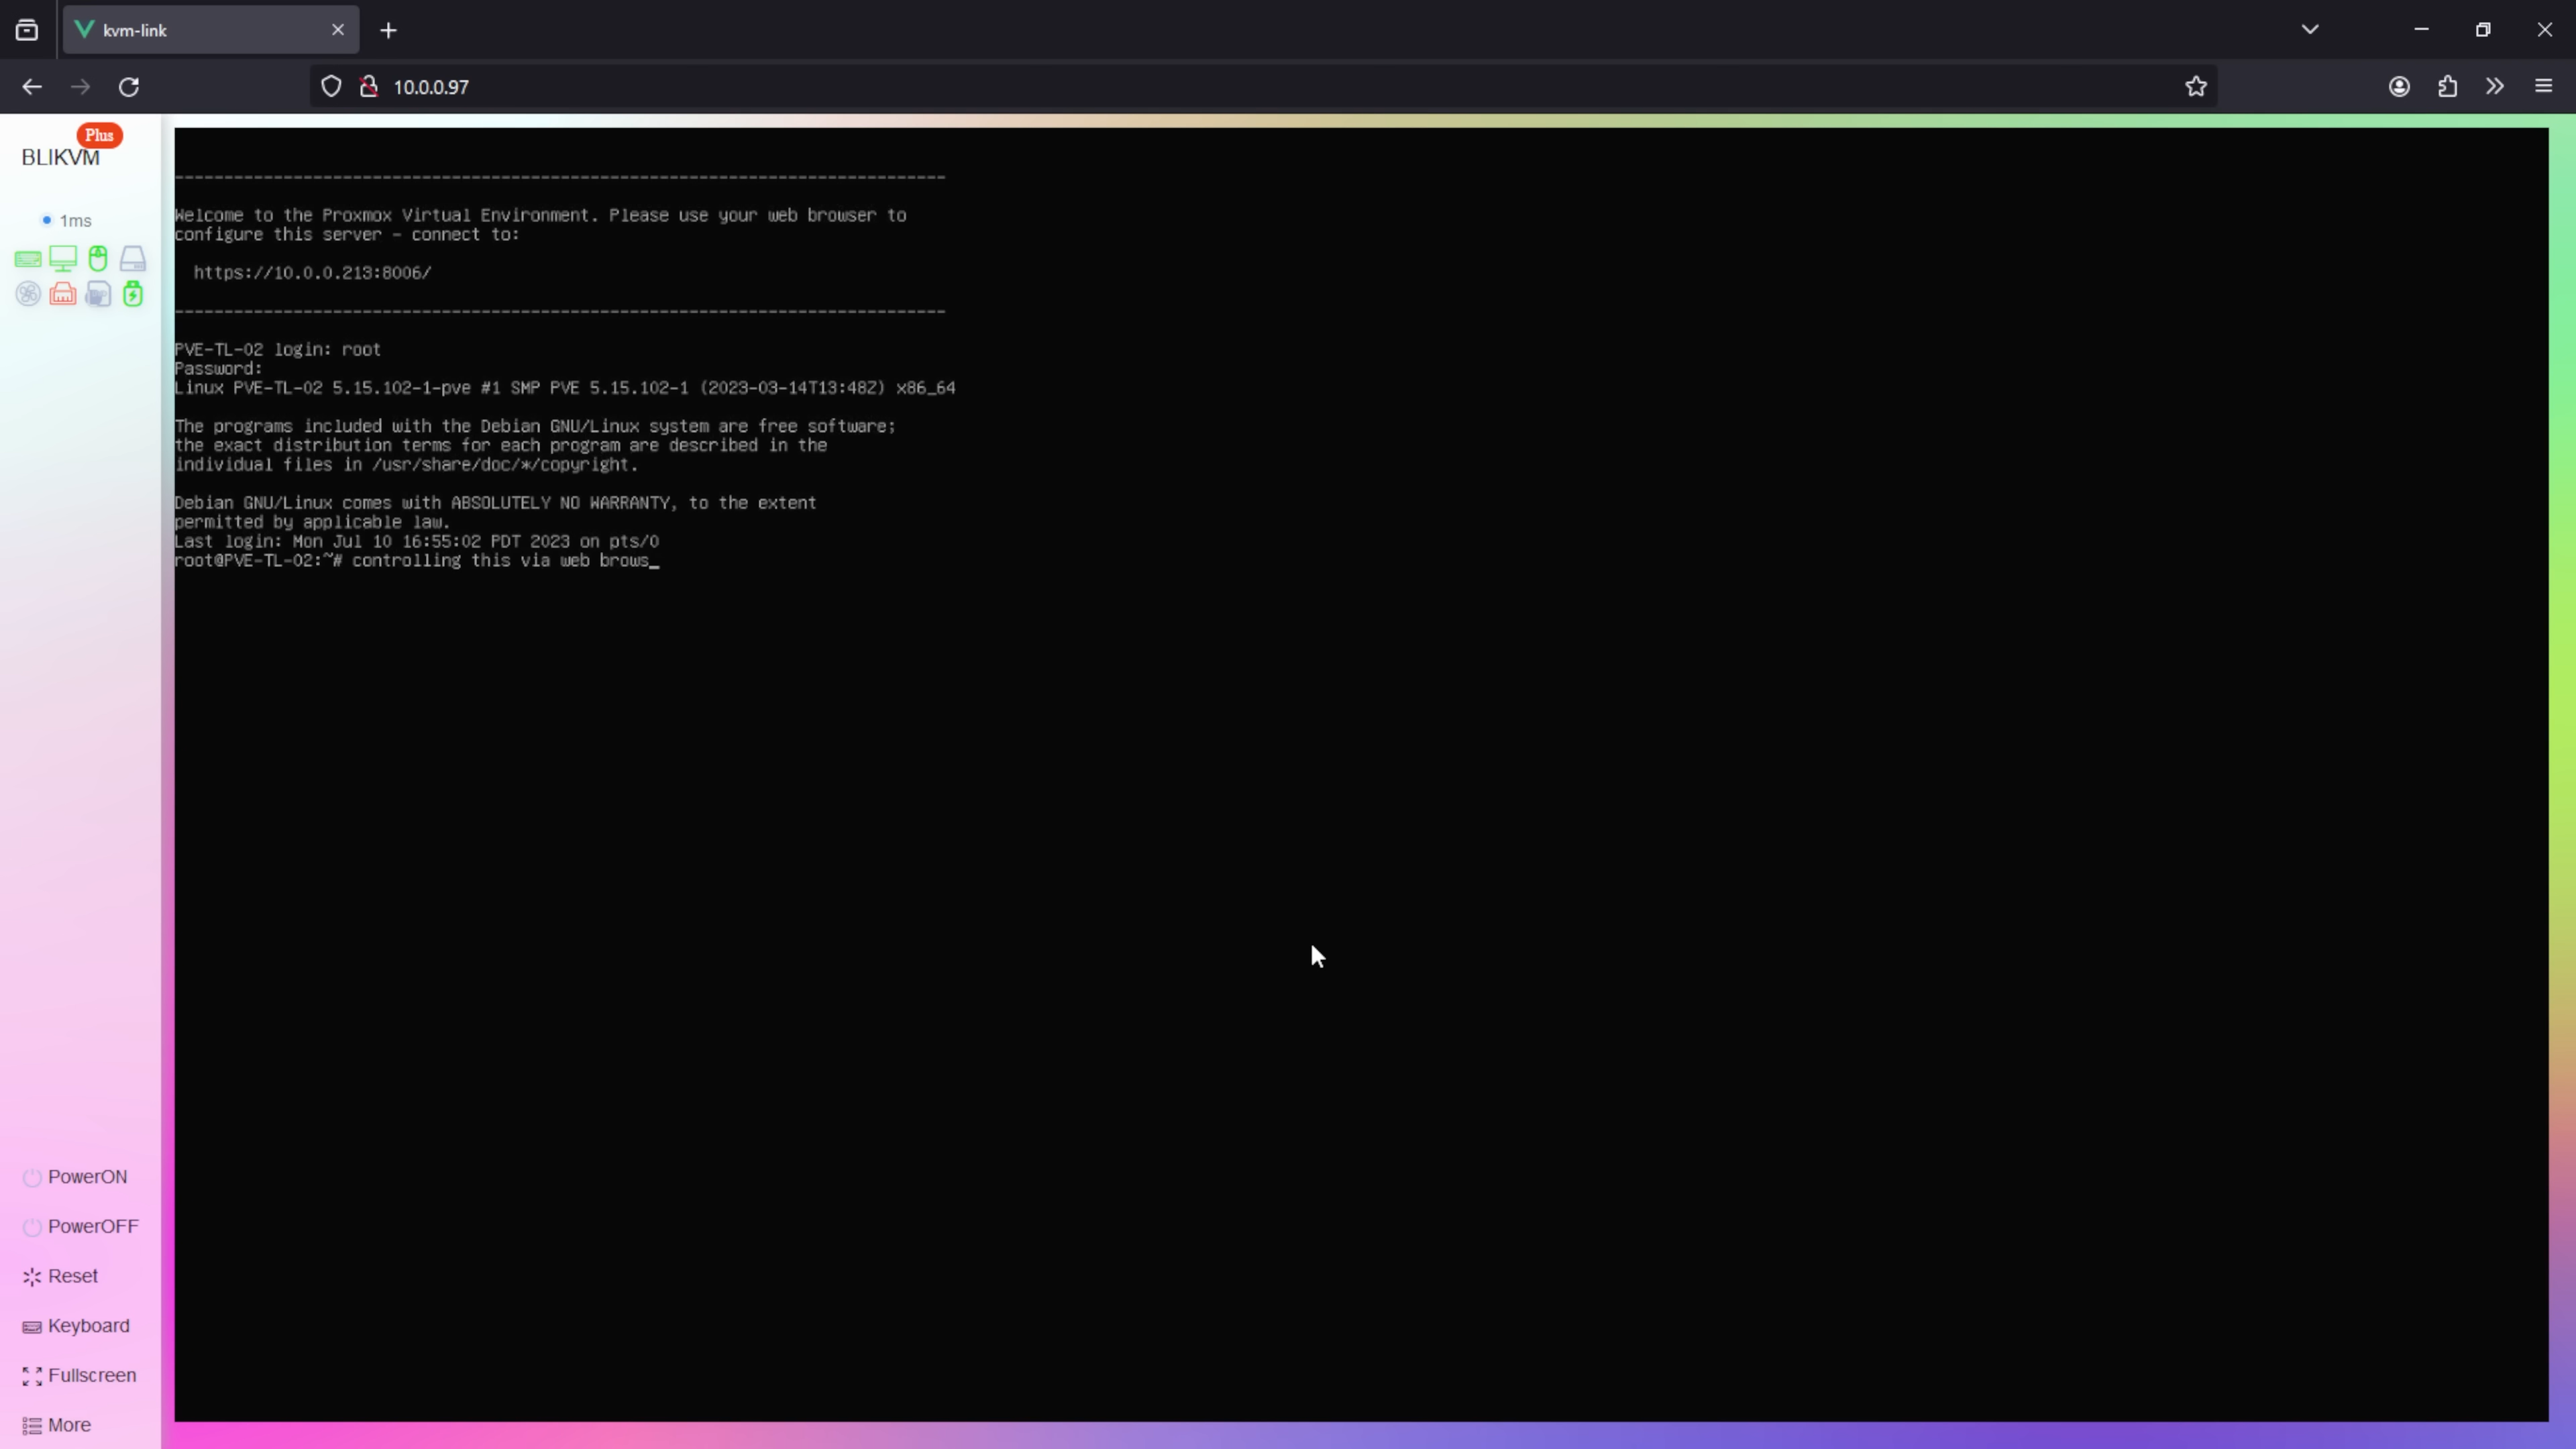 kvm-link
10.0.0.97
Plus
BLIKVM
1ms
--------------------------------------------------------------------------------
Welcome to the Proxmox Virtual Environment. Please use your web browser to
configure this server - connect to:
https://10.0.0.213:8006/
--------------------------------------------------------------------------------
PVE-TL-02 login: root
Password:
Linux PVE-TL-02 5.15.102-1-pve #1 SMP PVE 5.15.102-1 (2023-03-14T13:48Z) x86_64
The programs included with the Debian GNU/Linux system are free software;
the exact distribution terms for each program are described in the
individual files in /usr/share/doc/*/copyright.
Debian GNU/Linux comes with ABSOLUTELY NO WARRANTY, to the extent
permitted by applicable law.
Last login: Mon Jul 10 16:55:02 PDT 2023 on pts/0
root@PVE-TL-02:~# controlling this via web brows_
PowerON
PowerOFF
Reset
Keyboard
Fullscreen
More